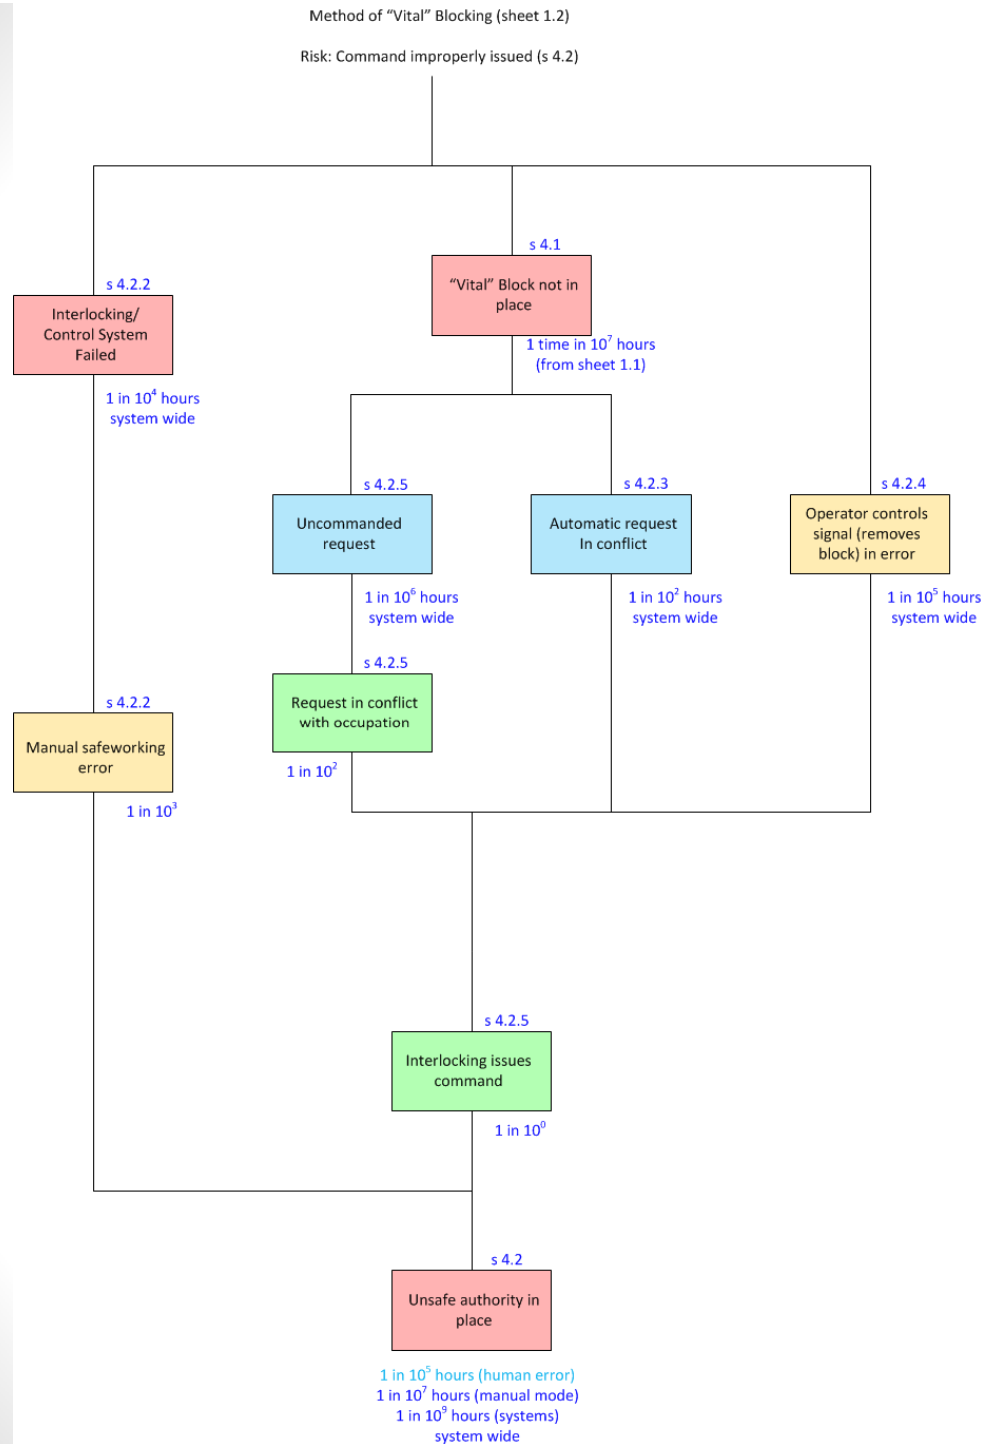 Method of “Vital” Blocking (sheet 1.2)
Risk: Command improperly issued (s 4.2)
s 4.1
“Vital” Block not in
place
1 time in 10⁷ hours
(from sheet 1.1)
s 4.2.2
Interlocking/
Control System
Failed
1 in 10⁴ hours
system wide
s 4.2.5
Uncommanded
request
1 in 10⁶ hours
system wide
s 4.2.3
Automatic request
In conflict
1 in 10² hours
system wide
s 4.2.4
Operator controls
signal (removes
block) in error
1 in 10⁵ hours
system wide
s 4.2.5
Request in conflict
with occupation
1 in 10²
s 4.2.2
Manual safeworking
error
1 in 10³
s 4.2.5
Interlocking issues
command
1 in 10⁰
s 4.2
Unsafe authority in
place
1 in 10⁵ hours (human error)
1 in 10⁷ hours (manual mode)
1 in 10⁹ hours (systems)
system wide